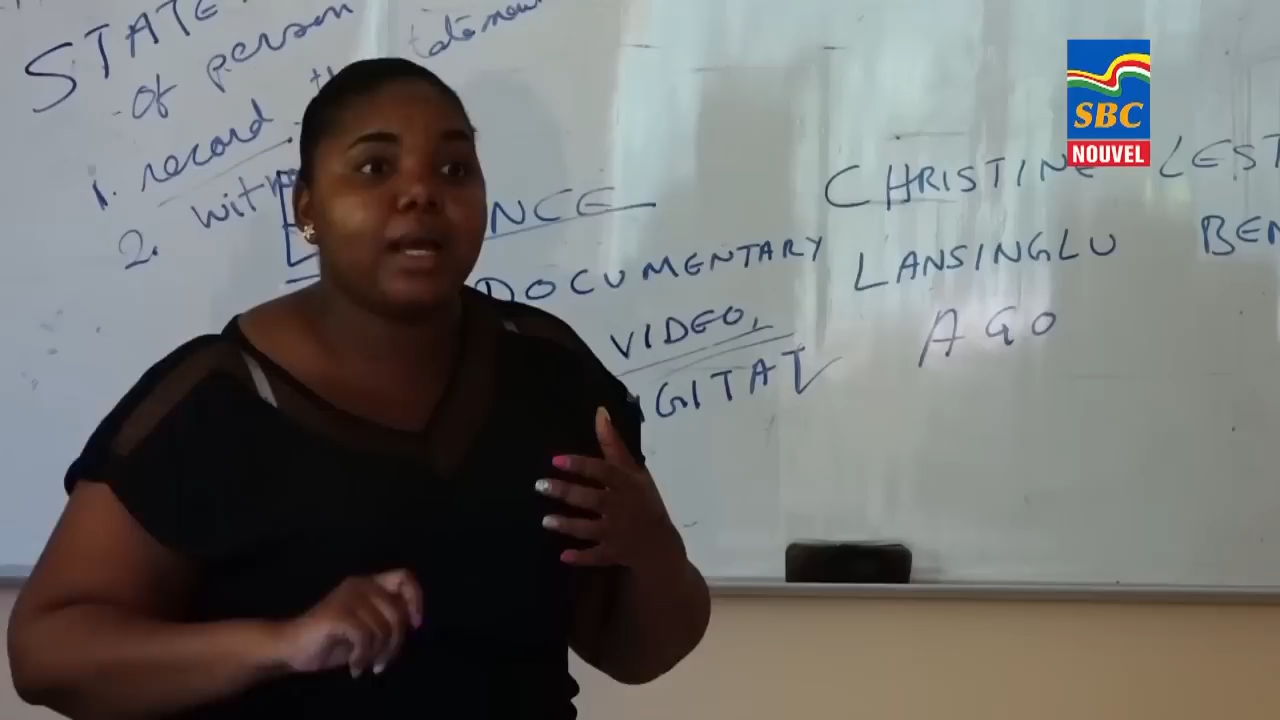 STATE
- of person
1. record the statement
2. with
NCE
DOCUMENTARY
VIDEO,
GITAT
CHRISTINE LEST
LANSINGLU BEN
AGO
SBC
NOUVEL